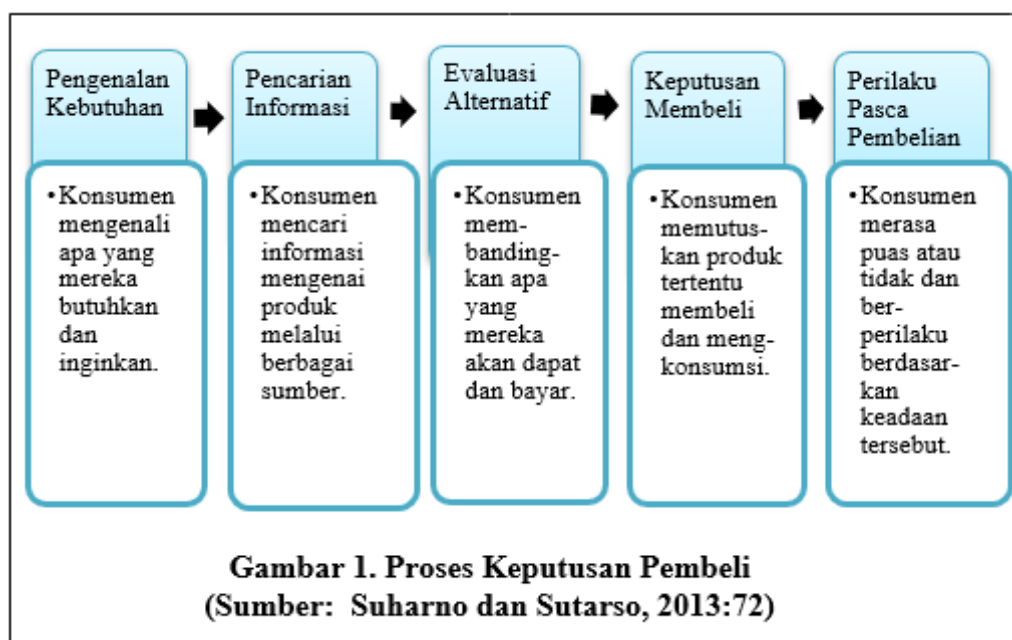 Pengenalan
Kebutuhan
•Konsumen
mengenali
apa yang
mereka
butuhkan
dan
inginkan.
Pencarian
Informasi
•Konsumen
mencari
informasi
mengenai
produk
melalui
berbagai
sumber.
Evaluasi
Alternatif
•Konsumen
mem-
banding-
kan apa
yang
mereka
akan dapat
dan bayar.
Keputusan
Membeli
•Konsumen
memutus-
kan produk
tertentu
membeli
dan meng-
konsumsi.
Perilaku
Pasca
Pembelian
•Konsumen
merasa
puas atau
tidak dan
ber-
perilaku
berdasar-
kan
keadaan
tersebut.
Gambar 1. Proses Keputusan Pembeli
(Sumber: Suharno dan Sutarso, 2013:72)